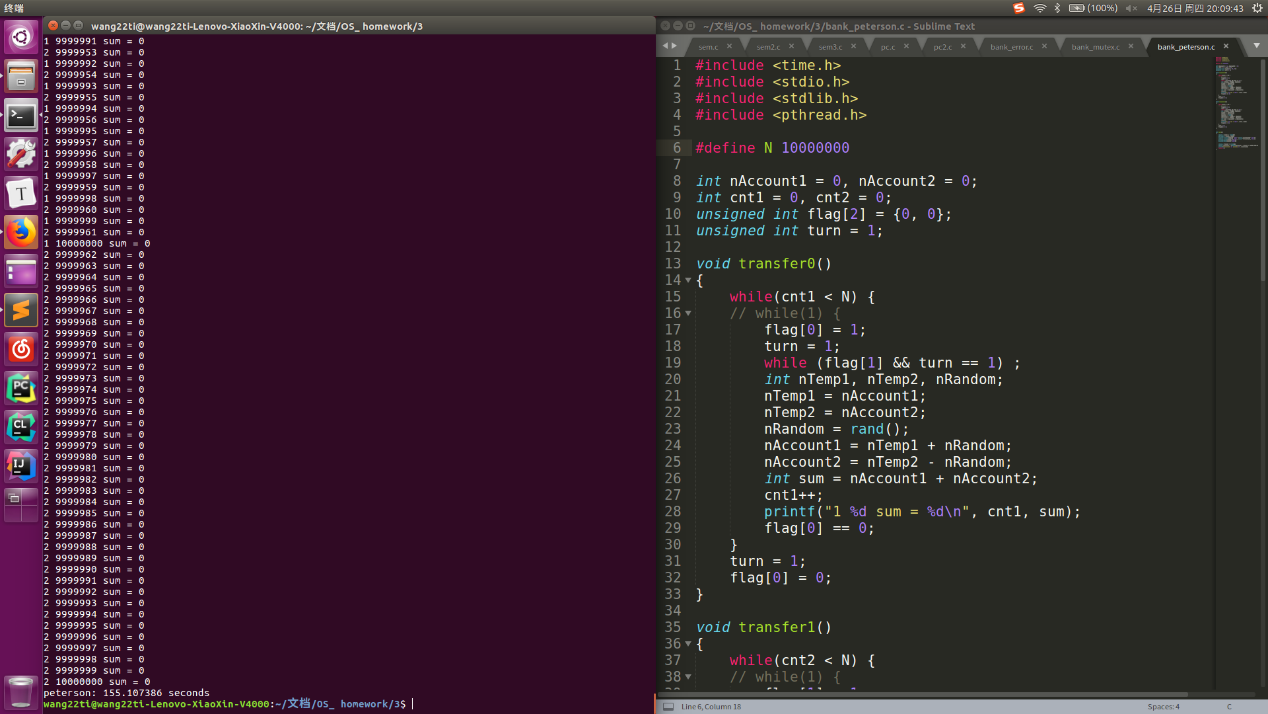 终端
(100%)
4月26日 周四 20:09:43
wang22ti@wang22ti-Lenovo-XiaoXin-V4000: ~/文档/OS_ homework/3
1 9999991 sum = 0
2 9999953 sum = 0
1 9999992 sum = 0
2 9999954 sum = 0
1 9999993 sum = 0
2 9999955 sum = 0
1 9999994 sum = 0
2 9999956 sum = 0
1 9999995 sum = 0
2 9999957 sum = 0
1 9999996 sum = 0
2 9999958 sum = 0
1 9999997 sum = 0
2 9999959 sum = 0
1 9999998 sum = 0
2 9999960 sum = 0
1 9999999 sum = 0
2 9999961 sum = 0
1 10000000 sum = 0
2 9999962 sum = 0
2 9999963 sum = 0
2 9999964 sum = 0
2 9999965 sum = 0
2 9999966 sum = 0
2 9999967 sum = 0
2 9999968 sum = 0
2 9999969 sum = 0
2 9999970 sum = 0
2 9999971 sum = 0
2 9999972 sum = 0
2 9999973 sum = 0
2 9999974 sum = 0
2 9999975 sum = 0
2 9999976 sum = 0
2 9999977 sum = 0
2 9999978 sum = 0
2 9999979 sum = 0
2 9999980 sum = 0
2 9999981 sum = 0
2 9999982 sum = 0
2 9999983 sum = 0
2 9999984 sum = 0
2 9999985 sum = 0
2 9999986 sum = 0
2 9999987 sum = 0
2 9999988 sum = 0
2 9999989 sum = 0
2 9999990 sum = 0
2 9999991 sum = 0
2 9999992 sum = 0
2 9999993 sum = 0
2 9999994 sum = 0
2 9999995 sum = 0
2 9999996 sum = 0
2 9999997 sum = 0
2 9999998 sum = 0
2 9999999 sum = 0
2 10000000 sum = 0
peterson: 155.107386 seconds
wang22ti@wang22ti-Lenovo-XiaoXin-V4000:~/文档/OS_ homework/3$
~/文档/OS_ homework/3/bank_peterson.c - Sublime Text
sem.c sem2.c sem3.c pc.c pc2.c bank_error.c bank_mutex.c bank_peterson.c
1 #include <time.h>
2 #include <stdio.h>
3 #include <stdlib.h>
4 #include <pthread.h>
5
6 #define N 10000000
7
8 int nAccount1 = 0, nAccount2 = 0;
9 int cnt1 = 0, cnt2 = 0;
10 unsigned int flag[2] = {0, 0};
11 unsigned int turn = 1;
12
13 void transfer0()
14 {
15 while(cnt1 < N) {
16 // while(1) {
17 flag[0] = 1;
18 turn = 1;
19 while (flag[1] && turn == 1) ;
20 int nTemp1, nTemp2, nRandom;
21 nTemp1 = nAccount1;
22 nTemp2 = nAccount2;
23 nRandom = rand();
24 nAccount1 = nTemp1 + nRandom;
25 nAccount2 = nTemp2 - nRandom;
26 int sum = nAccount1 + nAccount2;
27 cnt1++;
28 printf("1 %d sum = %d\n", cnt1, sum);
29 flag[0] == 0;
30 }
31 turn = 1;
32 flag[0] = 0;
33 }
34
35 void transfer1()
36 {
37 while(cnt2 < N) {
38 // while(1) {
Line 6, Column 18
Spaces: 4
C